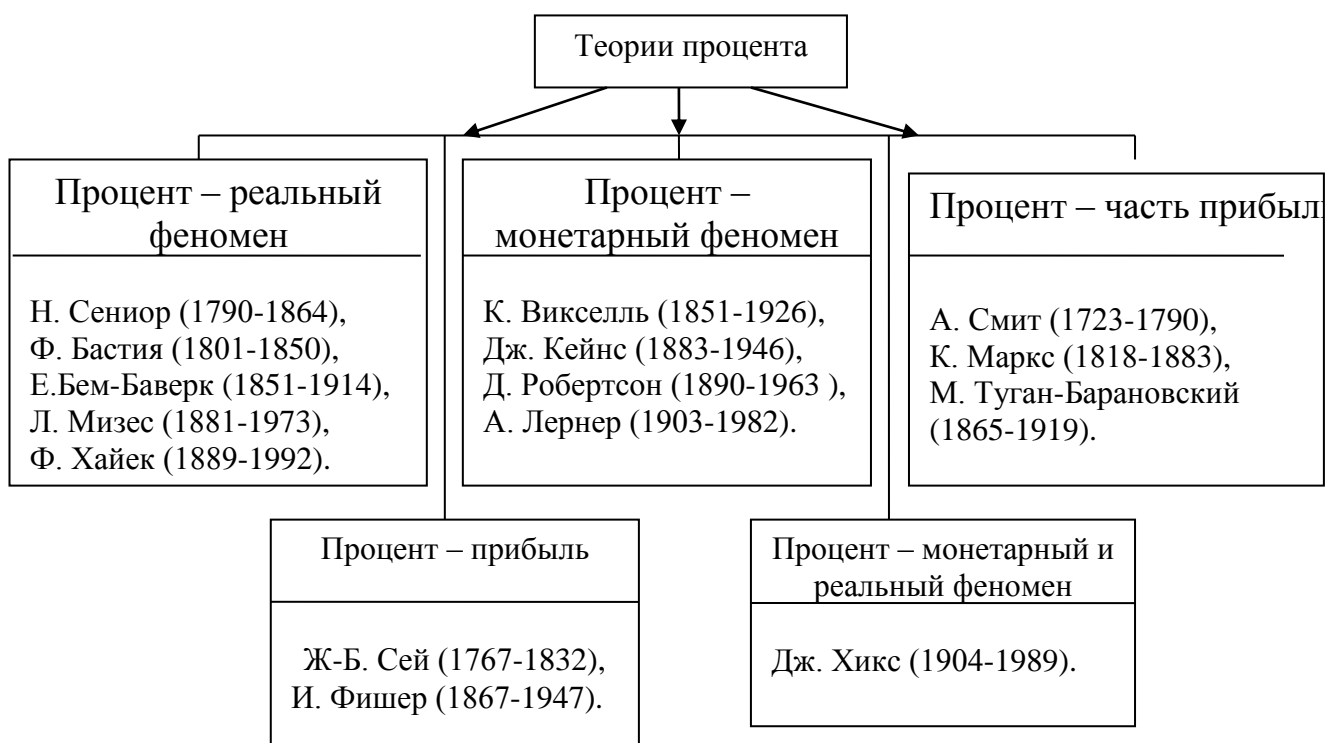 Теории процента
Процент – реальный
феномен
Н. Сениор (1790-1864),
Ф. Бастия (1801-1850),
Е.Бем-Баверк (1851-1914),
Л. Мизес (1881-1973),
Ф. Хайек (1889-1992).
Процент –
монетарный феномен
К. Викселль (1851-1926),
Дж. Кейнс (1883-1946),
Д. Робертсон (1890-1963 ),
А. Лернер (1903-1982).
Процент – часть прибыл
А. Смит (1723-1790),
К. Маркс (1818-1883),
М. Туган-Барановский
(1865-1919).
Процент – прибыль
Ж-Б. Сей (1767-1832),
И. Фишер (1867-1947).
Процент – монетарный и
реальный феномен
Дж. Хикс (1904-1989).